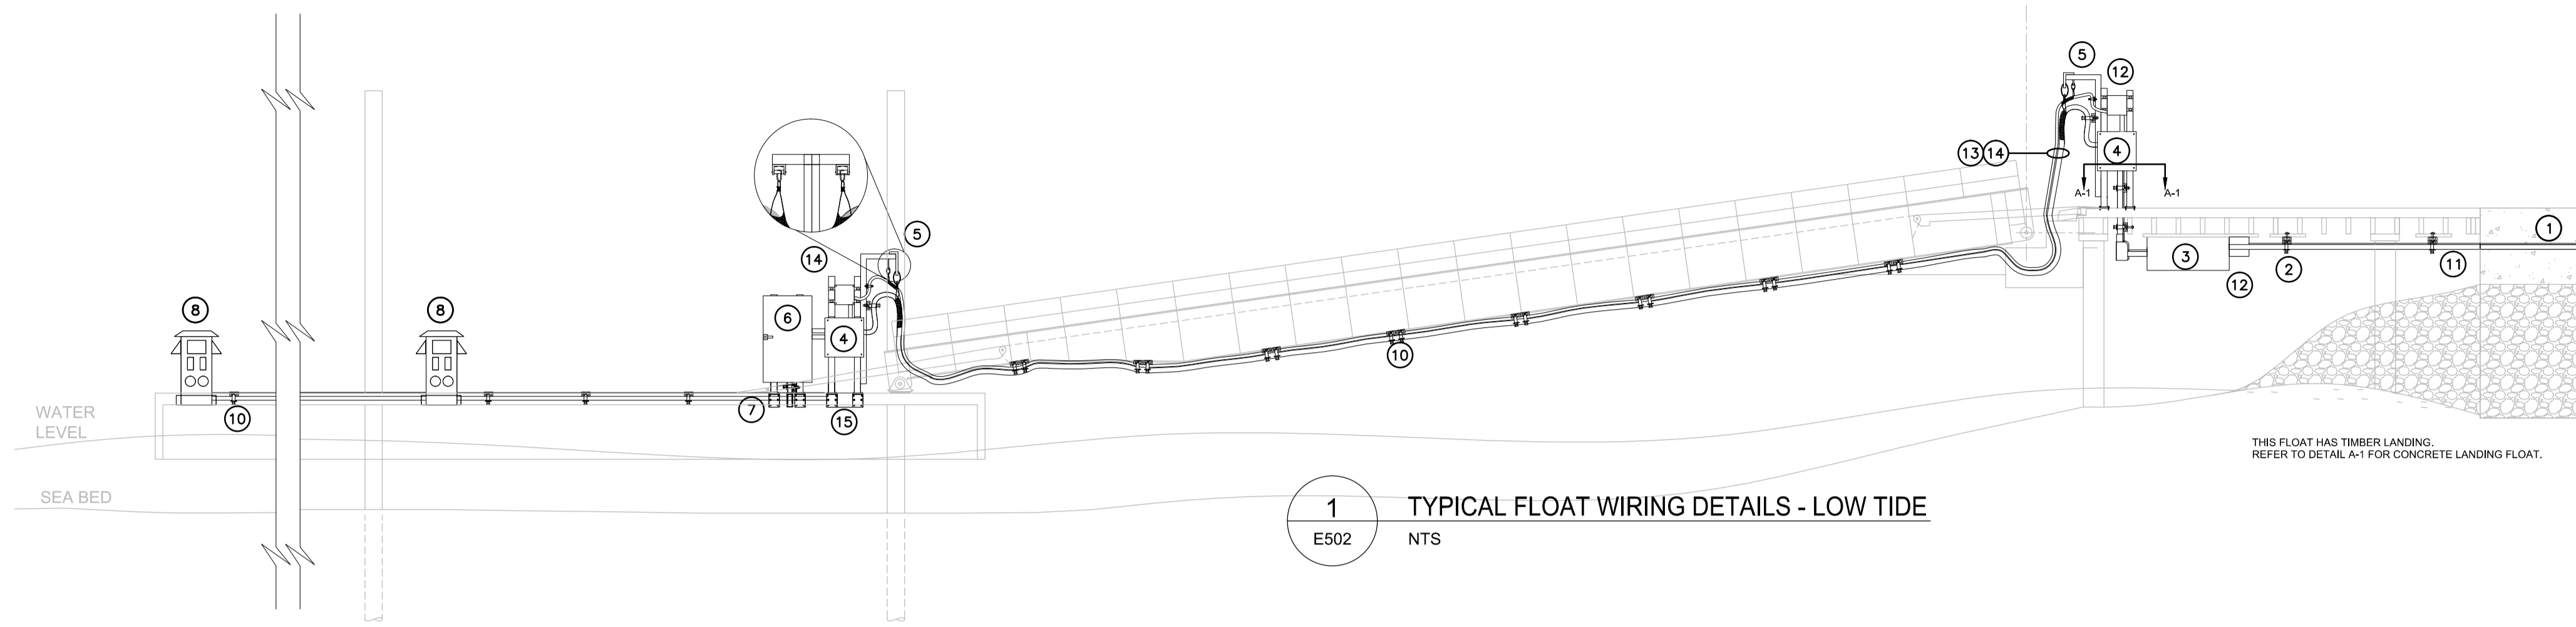 5
12
13 14
4
A-1 A-1
1
3
12
2
11
5
14
8
8
6
4
10
10
7
15
WATER
LEVEL
SEA BED
THIS FLOAT HAS TIMBER LANDING.
REFER TO DETAIL A-1 FOR CONCRETE LANDING FLOAT.
1
E502
TYPICAL FLOAT WIRING DETAILS - LOW TIDE
NTS